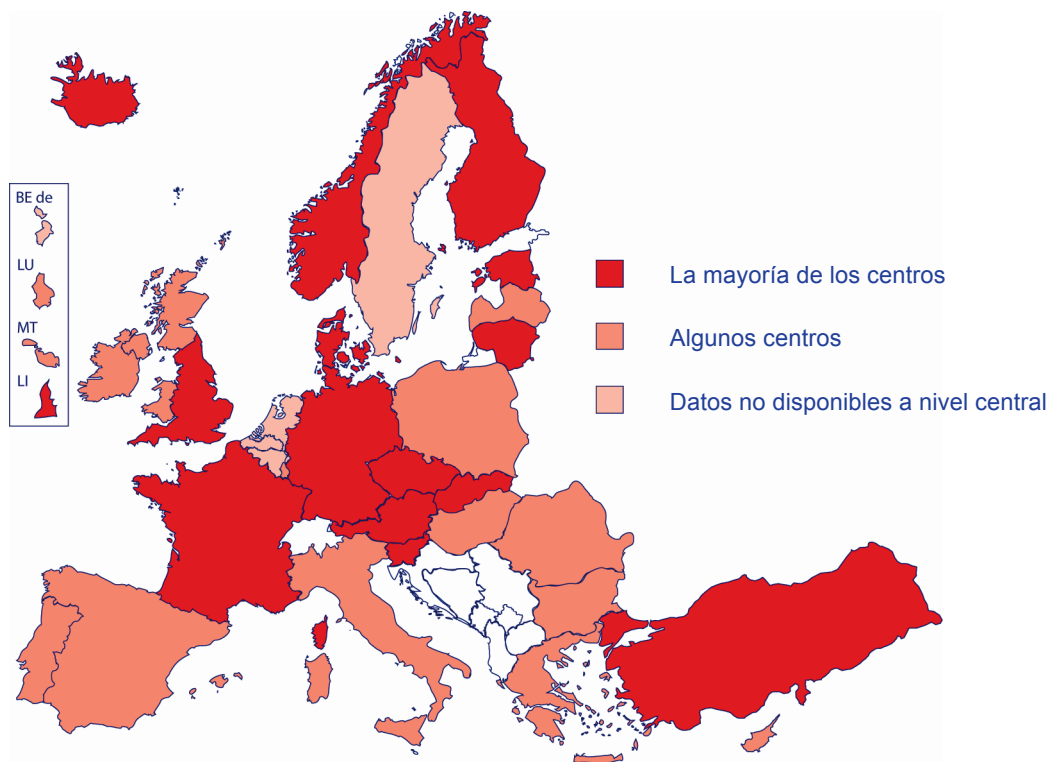 BE de
LU
MT
LI
La mayoría de los centros
Algunos centros
Datos no disponibles a nivel central